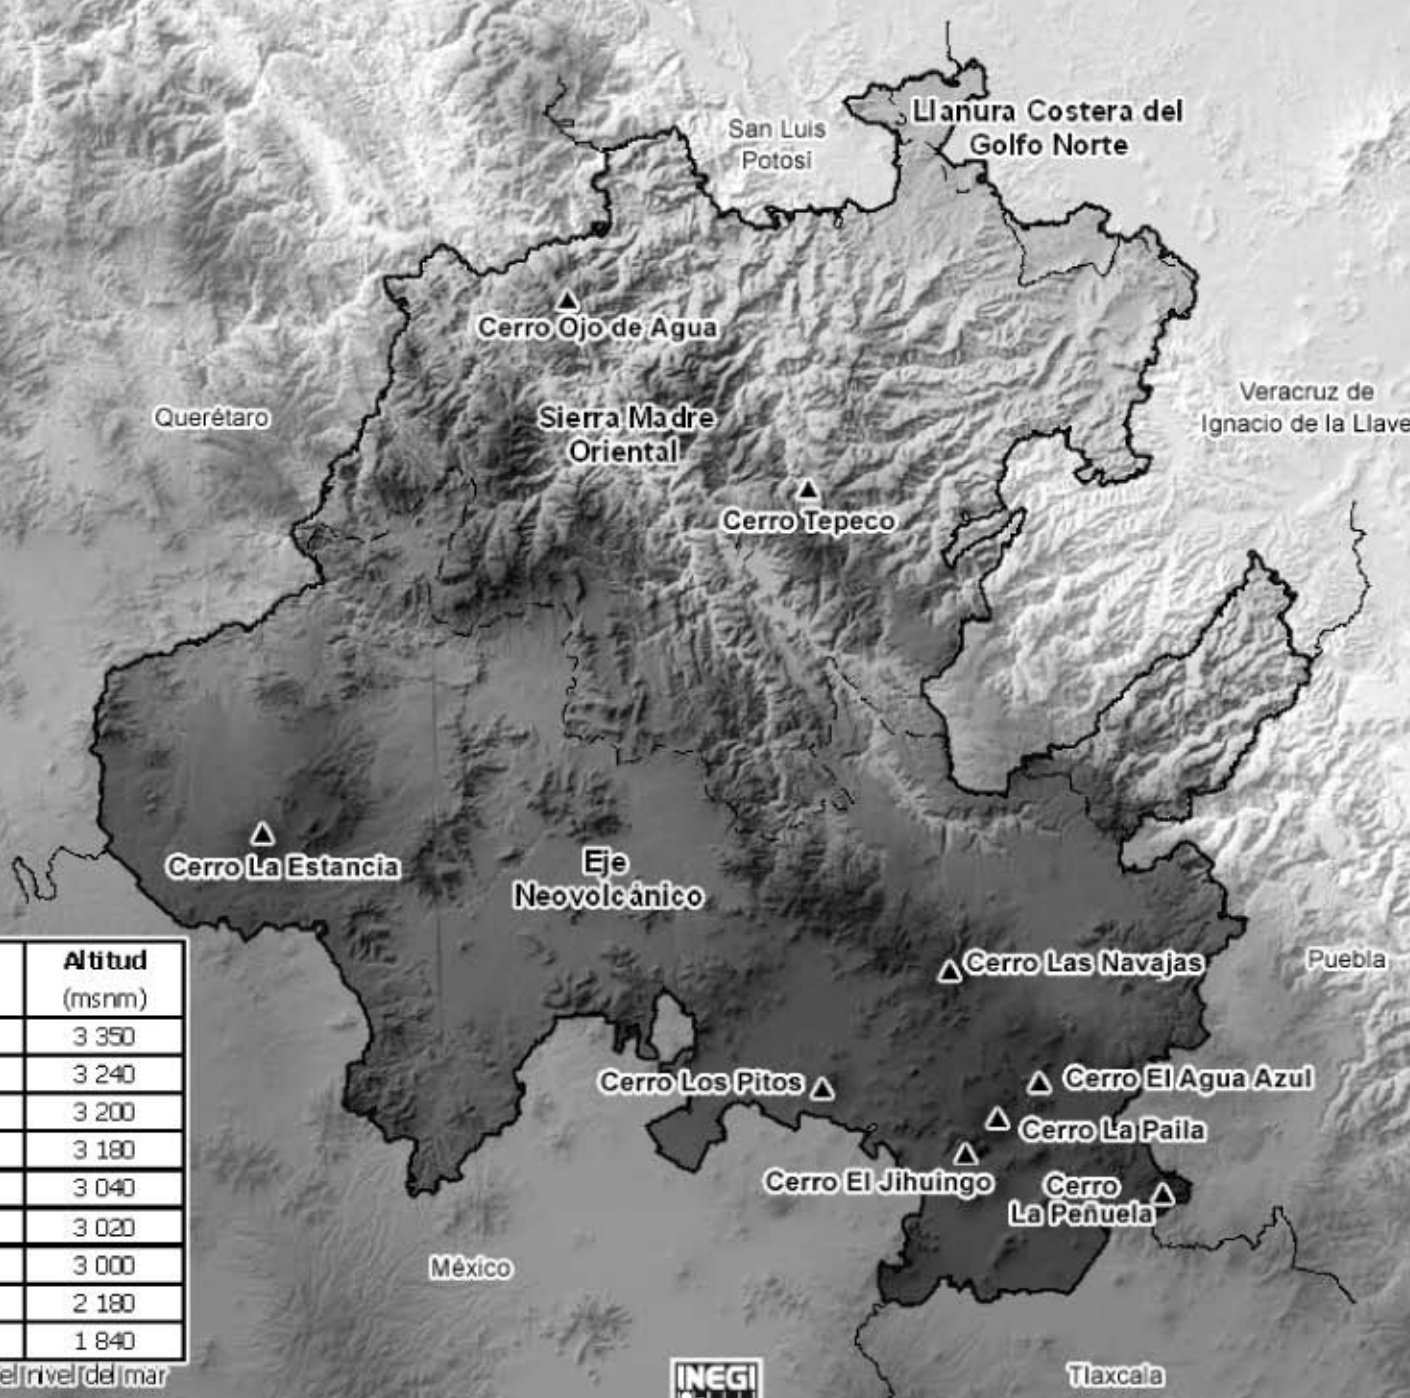 Llanura Costera del
Golfo Norte
San Luis
Potosí
Cerro Ojo de Agua
Veracruz de
Ignacio de la Llave
Querétaro
Sierra Madre
Oriental
Cerro Tepeco
Cerro La Estancia
Eje
Neovolcánico
Cerro Las Navajas
Puebla
Altitud
(msnm)
3 350
3 240
3 200
3 180
3 040
3 020
3 000
2 180
1 840
el nivel del mar
Cerro Los Pitos
Cerro El Agua Azul
Cerro La Paila
Cerro El Jihuingo
Cerro
La Peñuela
México
INEGI
Tlaxcala